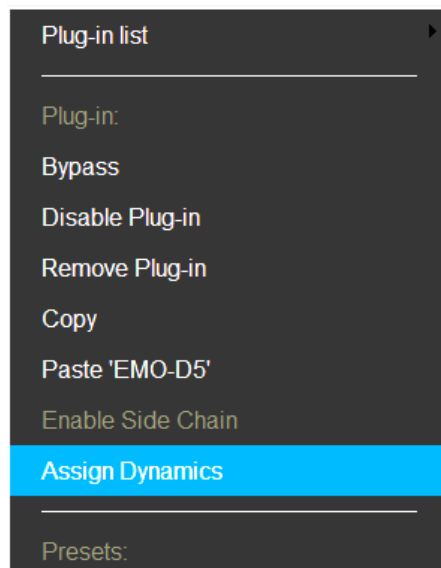 Plug-in list
Plug-in:
Bypass
Disable Plug-in
Remove Plug-in
Copy
Paste 'EMO-D5'
Enable Side Chain
Assign Dynamics
Presets: